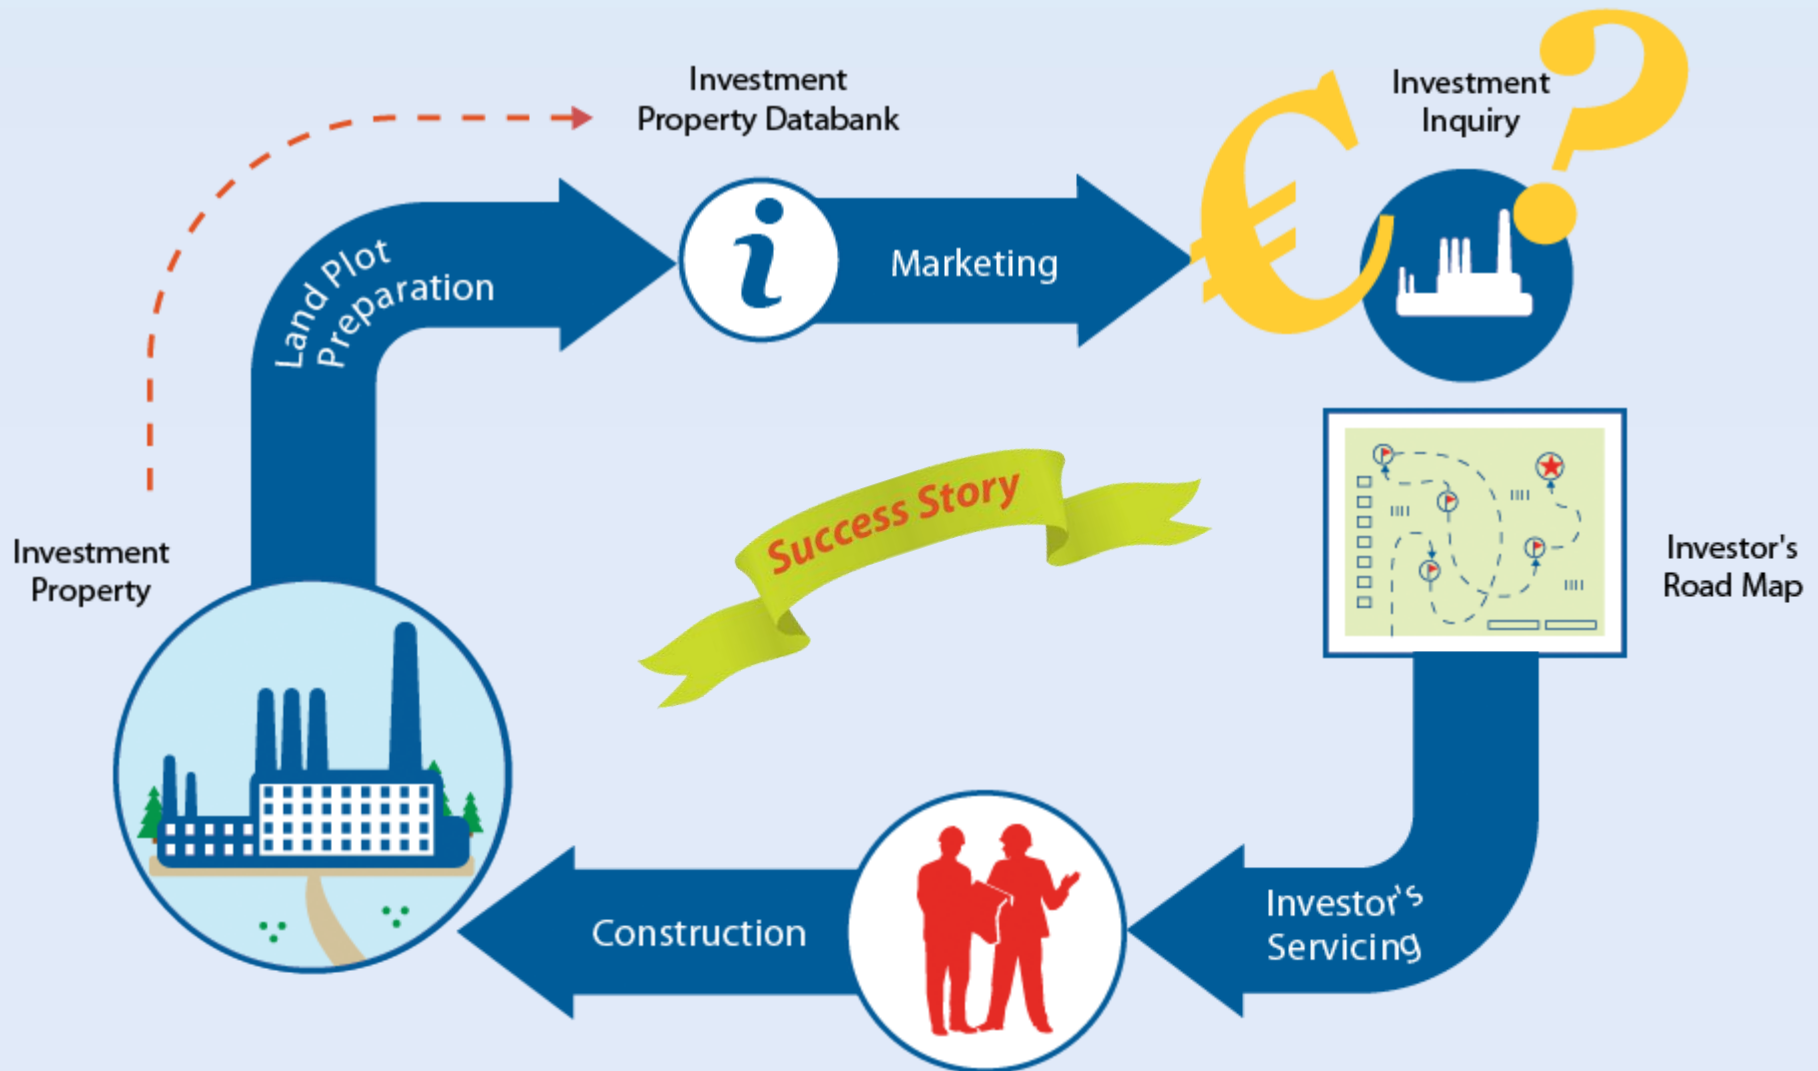 Investment
Property Databank
Investment
Inquiry
€
?
Land Plot
Preparation
i
Marketing
Success Story
Investment
Property
Investor's
Road Map
Construction
Investor's
Servicing